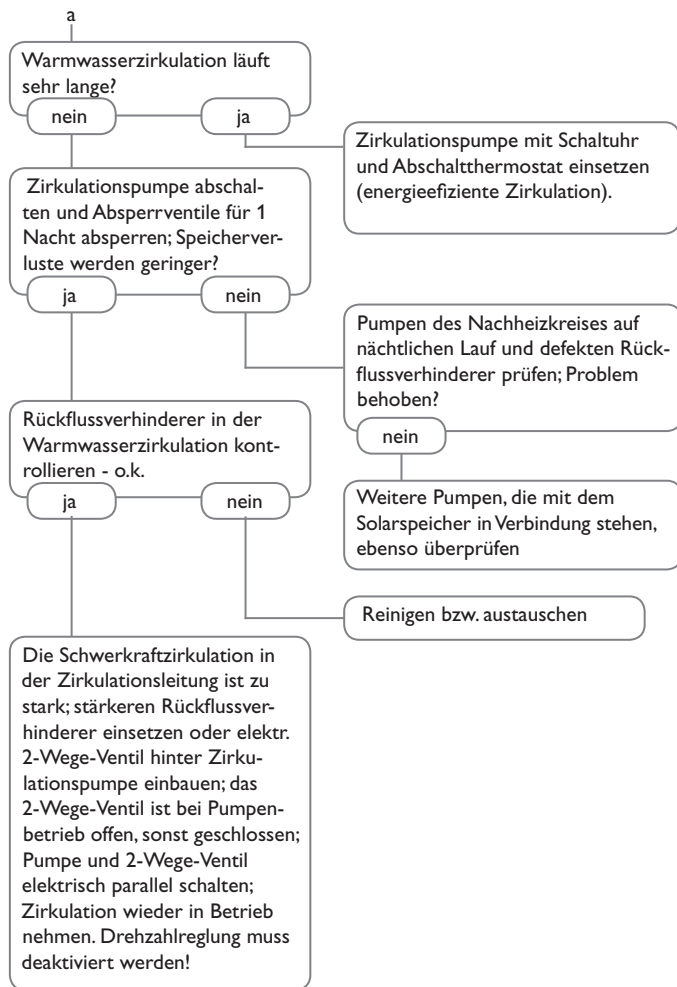 a
Warmwasserzirkulation läuft
sehr lange?
nein
ja
Zirkulationspumpe mit Schaltuhr
und Abschaltthermostat einsetzen
(energieefiziente Zirkulation).
Zirkulationspumpe abschal-
ten und Absperrventile für 1
Nacht absperren; Speicherver-
luste werden geringer?
ja
nein
Pumpen des Nachheizkreises auf
nächtlichen Lauf und defekten Rück-
flussverhinderer prüfen; Problem
behoben?
nein
Weitere Pumpen, die mit dem
Solarspeicher in Verbindung stehen,
ebenso überprüfen
Rückflussverhinderer in der
Warmwasserzirkulation kont-
rollieren - o.k.
ja
nein
Reinigen bzw. austauschen
Die Schwerkraftzirkulation in
der Zirkulationsleitung ist zu
stark; stärkeren Rückflussver-
hinderer einsetzen oder elektr.
2-Wege-Ventil hinter Zirku-
lationspumpe einbauen; das
2-Wege-Ventil ist bei Pumpen-
betrieb offen, sonst geschlossen;
Pumpe und 2-Wege-Ventil
elektrisch parallel schalten;
Zirkulation wieder in Betrieb
nehmen. Drehzahlreglung muss
deaktiviert werden!